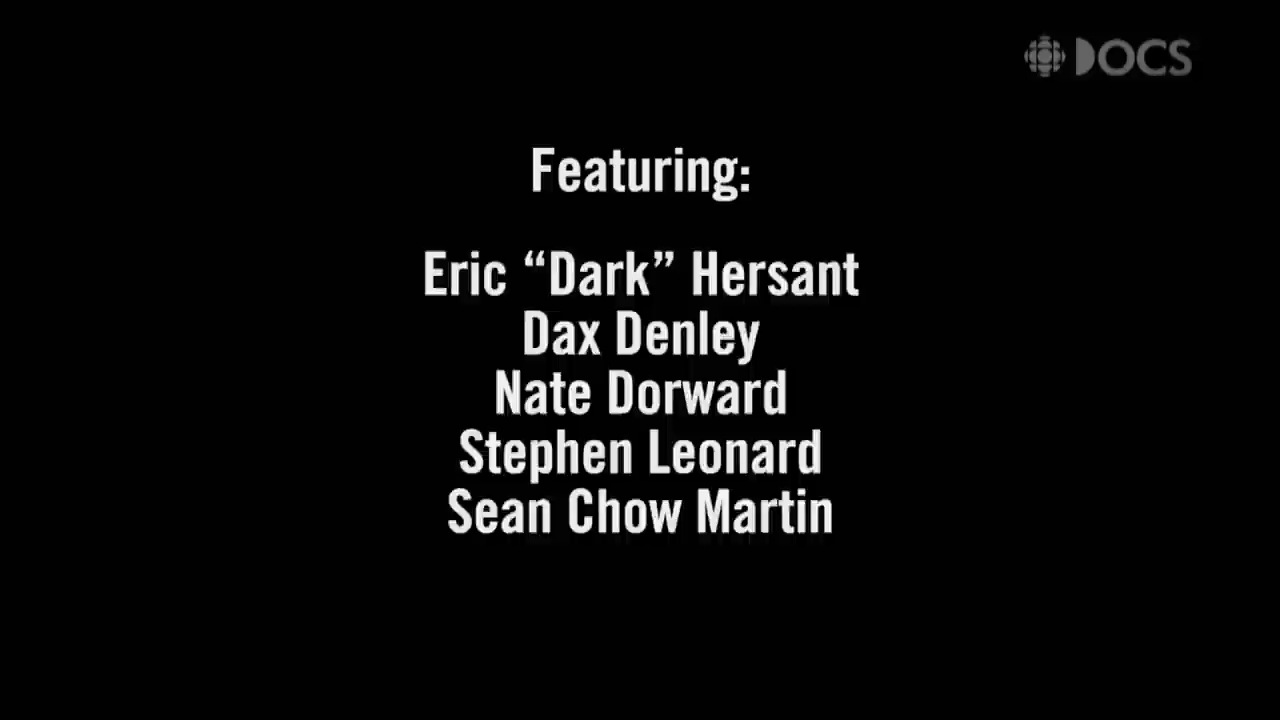 DOCS
Featuring:
Eric “Dark” Hersant
Dax Denley
Nate Dorward
Stephen Leonard
Sean Chow Martin